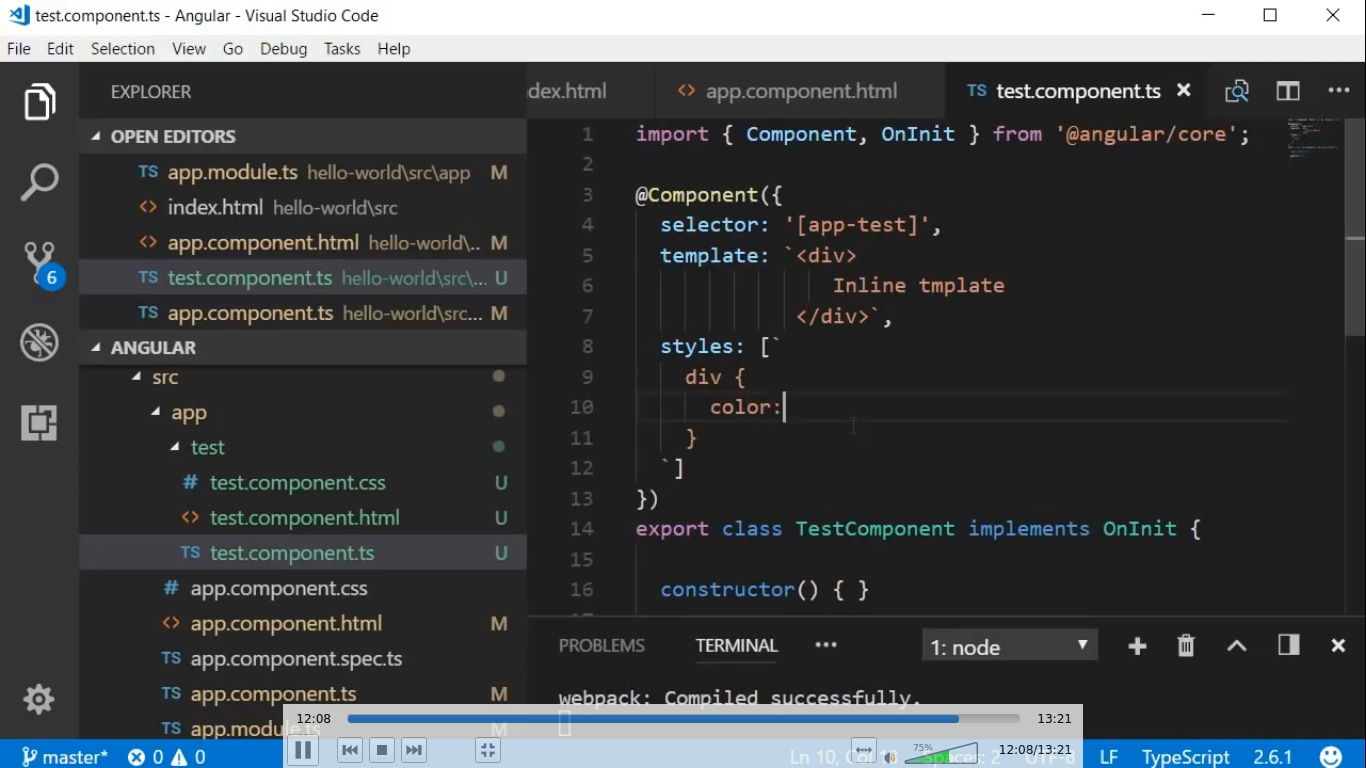 test.component.ts - Angular - Visual Studio Code
File Edit Selection View Go Debug Tasks Help
EXPLORER
OPEN EDITORS
TS app.module.ts hello-world\src\app M
<> index.html hello-world\src
<> app.component.html hello-world\.. M
TS test.component.ts hello-world\src\... U
TS app.component.ts hello-world\src... M
ANGULAR
src
app
test
# test.component.css U
<> test.component.html U
TS test.component.ts U
# app.component.css
<> app.component.html M
TS app.component.spec.ts
TS app.component.ts M
TS app.module.ts
6
dex.html <> app.component.html TS test.component.ts
1 import { Component, OnInit } from '@angular/core';
2
3 @Component({
4 selector: '[app-test]',
5 template: `<div>
6 Inline tmplate
7 </div>`,
8 styles: [`
9 div {
10 color:
11 }
12 `]
13 })
14 export class TestComponent implements OnInit {
15
16 constructor() { }
PROBLEMS TERMINAL ... 1: node
webpack: Compiled successfully.
12:08 13:21
75% 12:08/13:21
master* 0 0 Ln 10, Col Spaces: 2 UTF-8 LF TypeScript 2.6.1